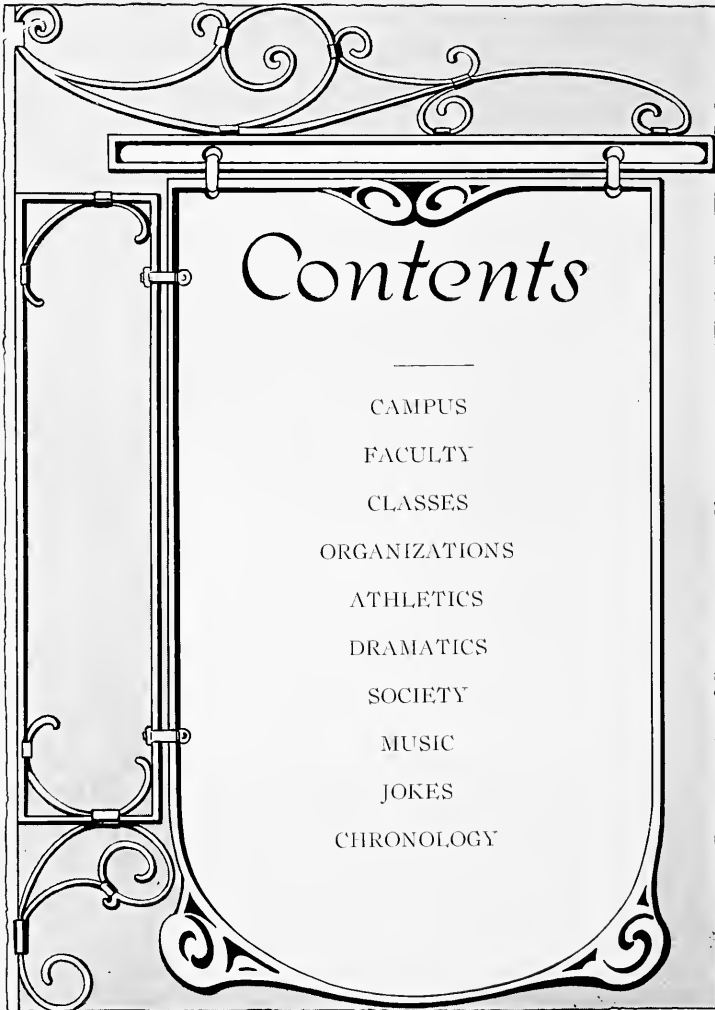 Contents
CAMPUS
FACULTY
CLASSES
ORGANIZATIONS
ATHLETICS
DRAMATICS
SOCIETY
MUSIC
JOKES
CHRONOLOGY